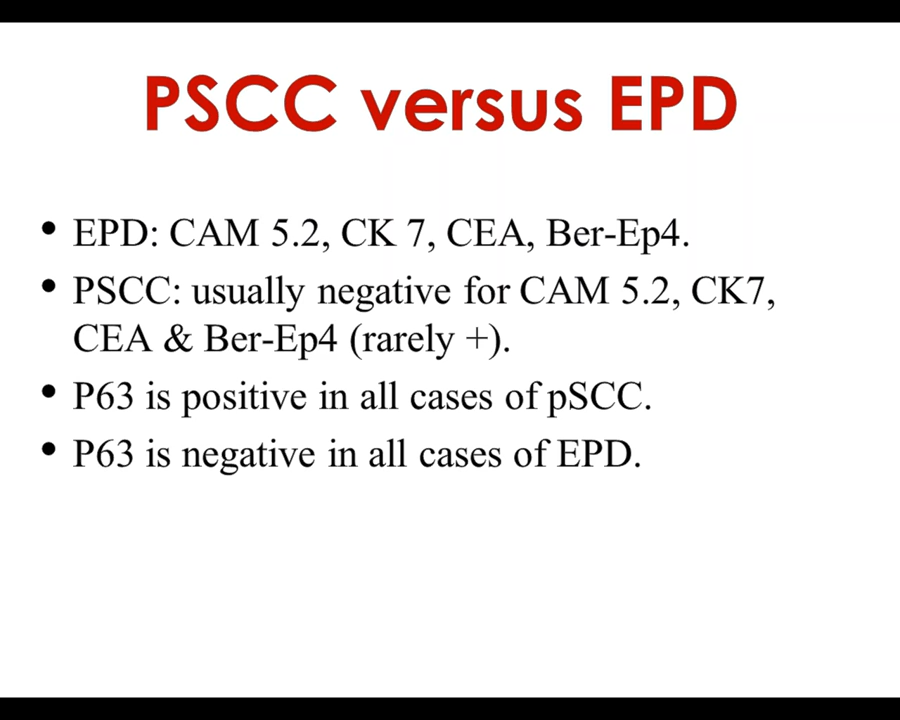 PSCC versus EPD
• EPD: CAM 5.2, CK 7, CEA, Ber-Ep4.
• PSCC: usually negative for CAM 5.2, CK7,
CEA & Ber-Ep4 (rarely +).
• P63 is positive in all cases of pSCC.
• P63 is negative in all cases of EPD.